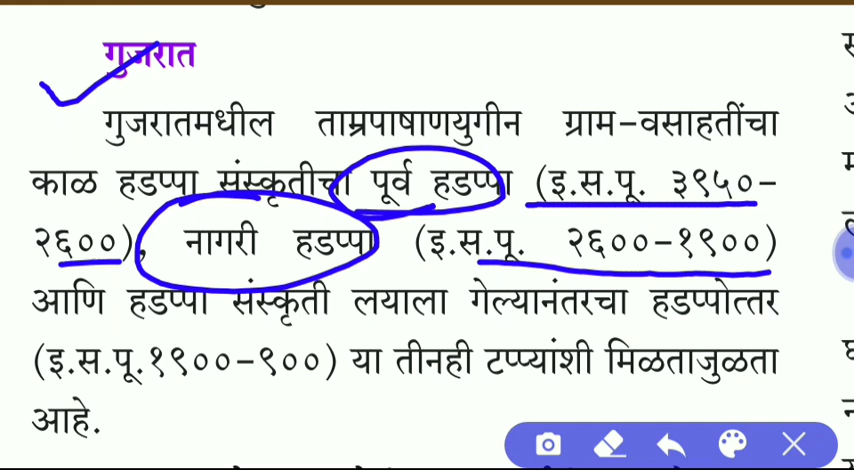 गुजरात
गुजरातमधील ताम्रपाषाणयुगीन ग्राम-वसाहतींचा
काळ हडप्पा संस्कृतीचा पूर्व हडप्पा (इ.स.पू. ३९५०-
२६००), नागरी हडप्पा (इ.स.पू. २६००-१९००)
आणि हडप्पा संस्कृती लयाला गेल्यानंतरचा हडप्पोत्तर
(इ.स.पू.१९००-९००) या तीनही टप्प्यांशी मिळताजुळता
आहे.